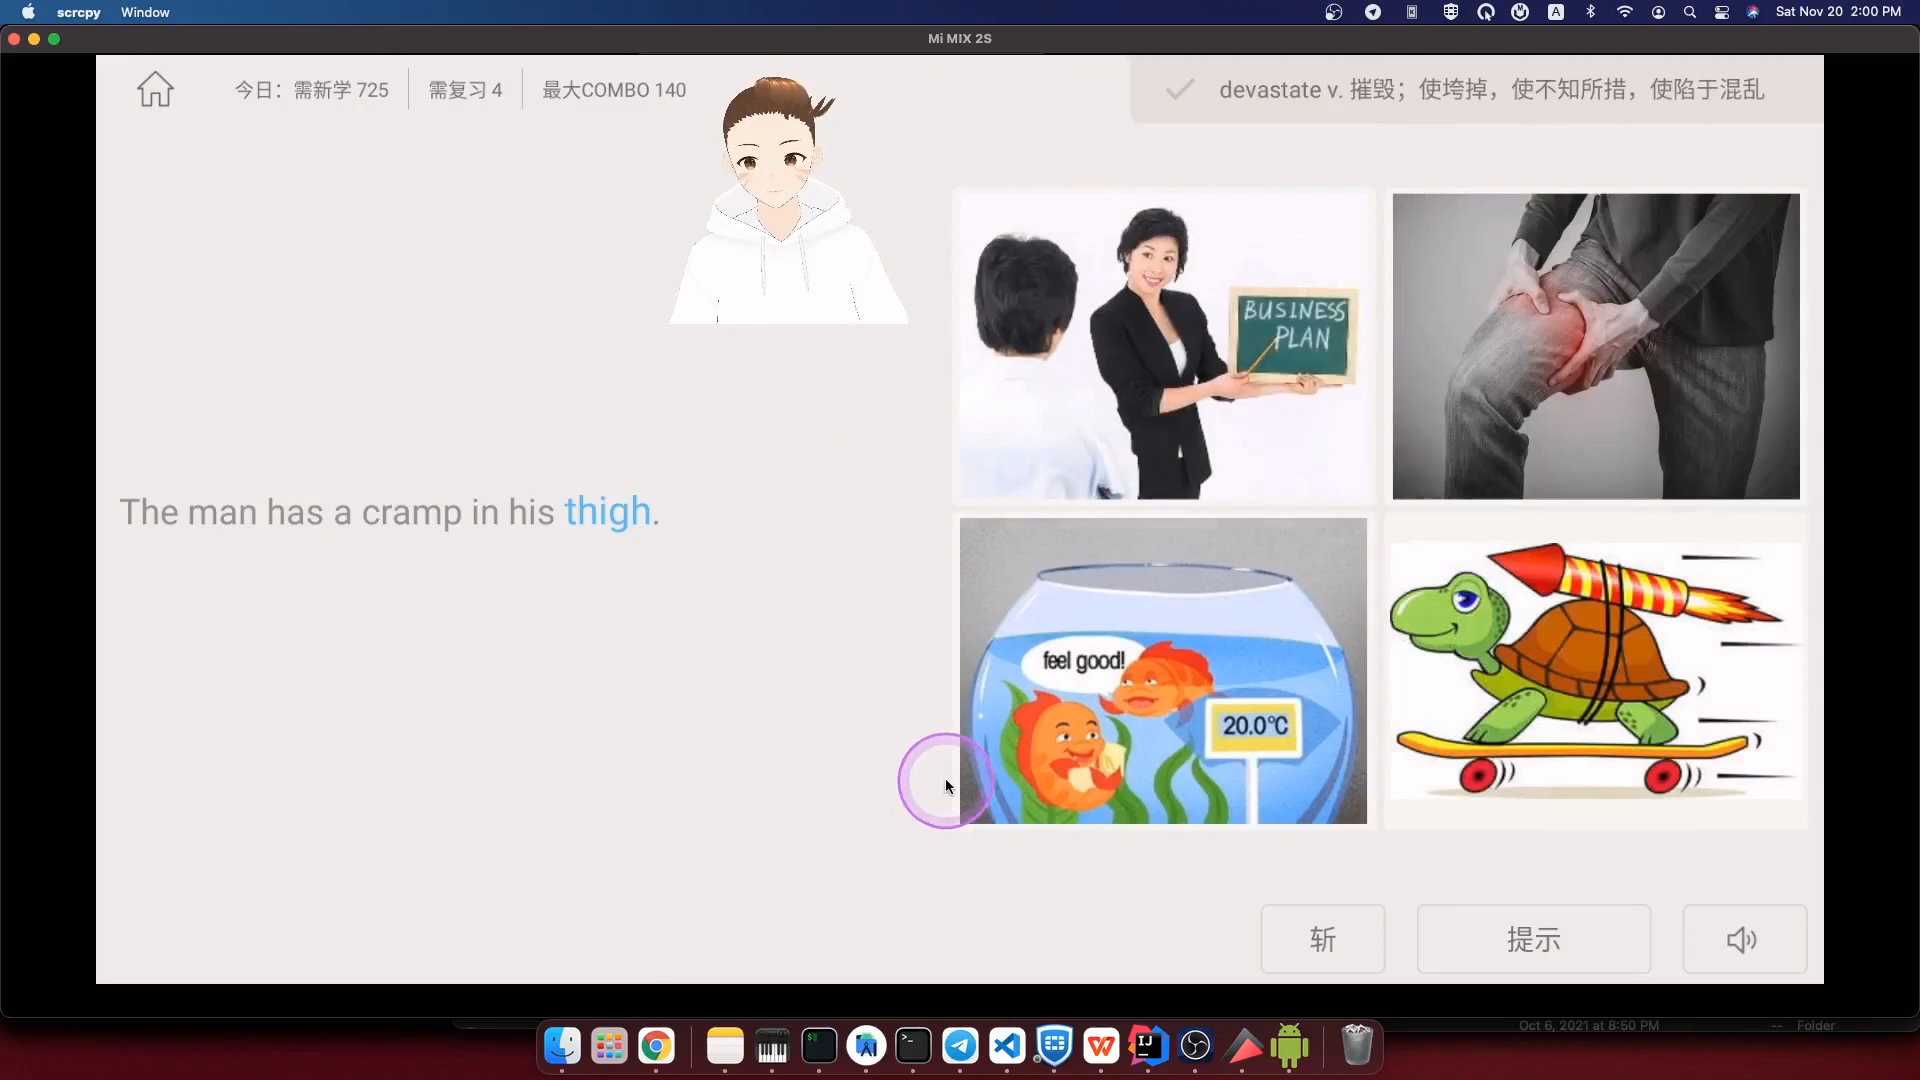 scrcpy Window
Sat Nov 20 2:00 PM
Mi MIX 2S
今日：需新学 725 需复习 4 最大COMBO 140
devastate v. 摧毁；使垮掉，使不知所措，使陷于混乱
BUSINESS
PLAN
The man has a cramp in his thigh.
feel good!
20.0℃
斩 提示
Oct 6, 2021 at 8:50 PM -- Folder